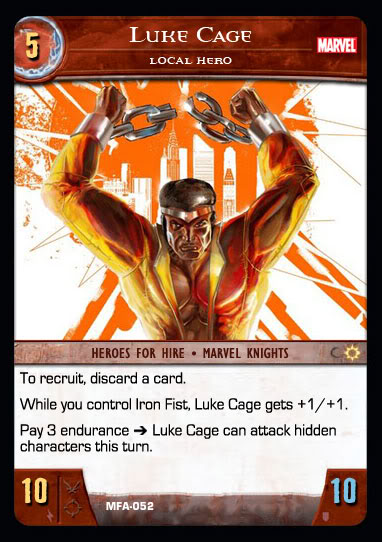 5
LUKE CAGE
MARVEL
LOCAL HERO
HEROES FOR HIRE • MARVEL KNIGHTS
To recruit, discard a card.
While you control Iron Fist, Luke Cage gets +1/+1.
Pay 3 endurance ➔ Luke Cage can attack hidden
characters this turn.
10
MFA-052
10